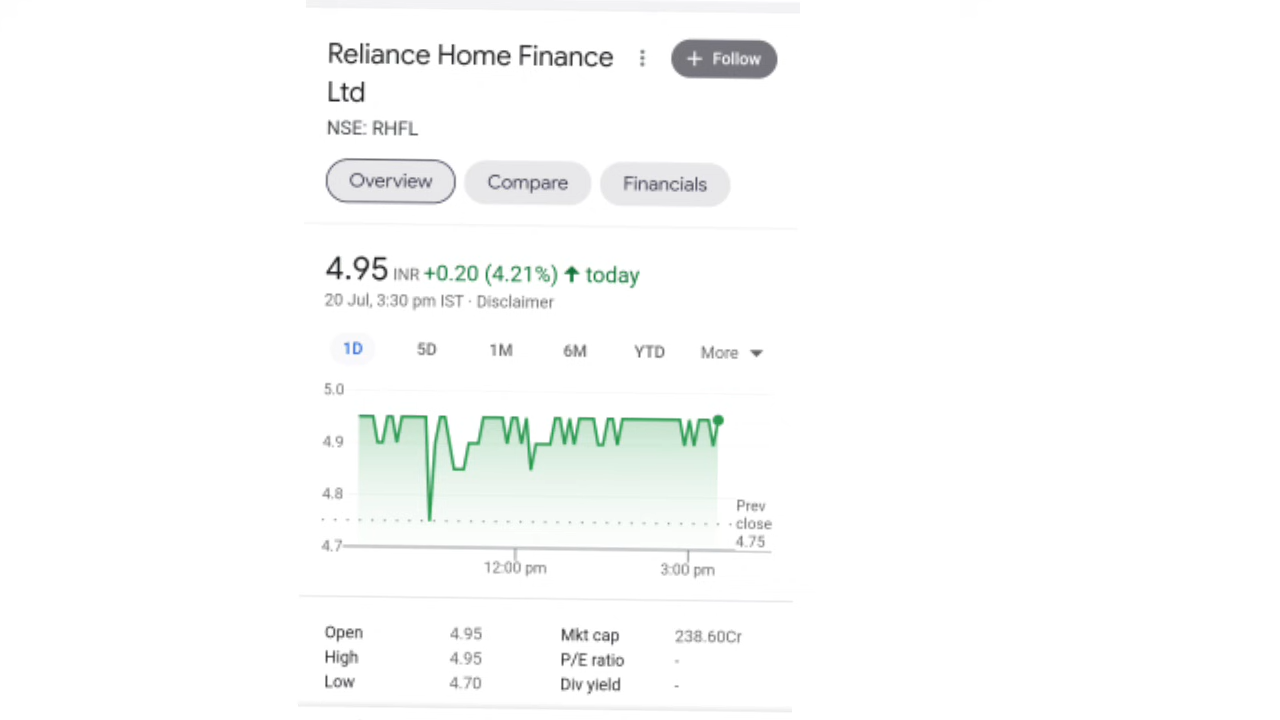 Reliance Home Finance
Ltd
+ Follow
NSE: RHFL
Overview Compare Financials
4.95 INR +0.20 (4.21%) ↑ today
20 Jul, 3:30 pm IST · Disclaimer
1D 5D 1M 6M YTD More
5.0
4.9
4.8
4.7
Prev
close
4.75
12:00 pm 3:00 pm
Open 4.95 Mkt cap 238.60Cr
High 4.95 P/E ratio -
Low 4.70 Div yield -